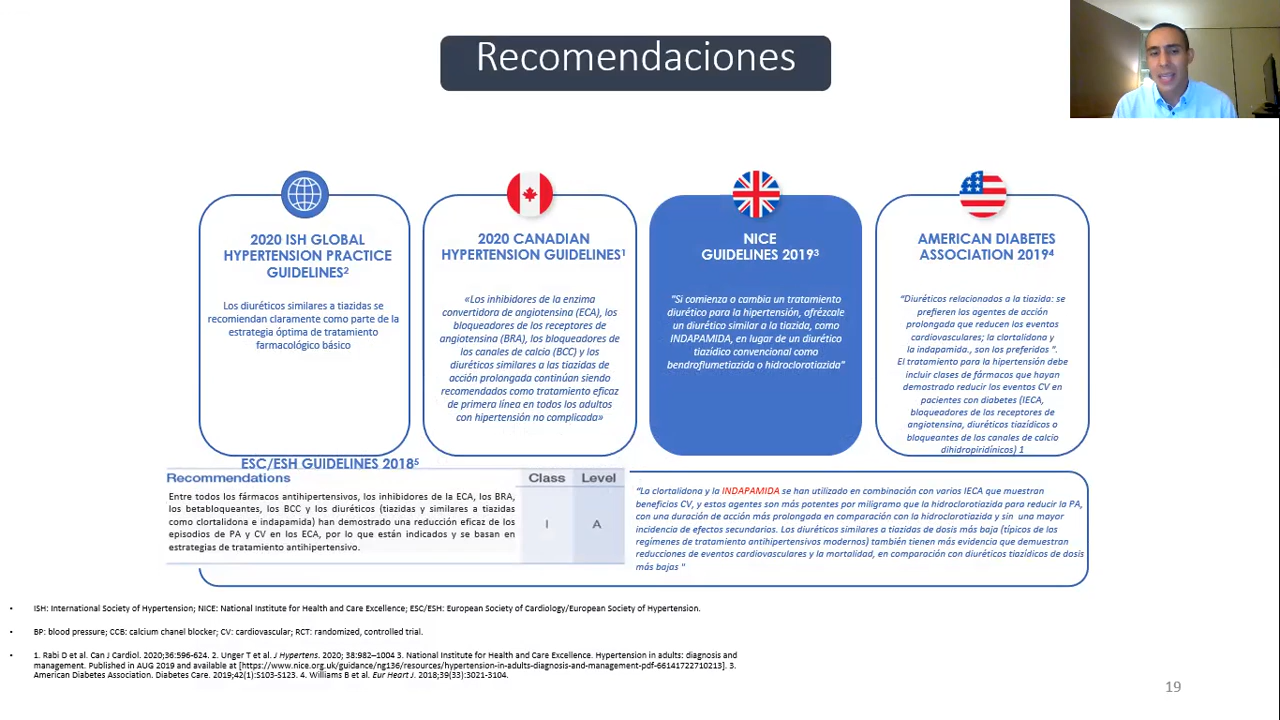 Recomendaciones
2020 ISH GLOBAL
HYPERTENSION PRACTICE
GUIDELINES²
Los diuréticos similares a tiazidas se
recomiendan claramente como parte de la
estrategia óptima de tratamiento
farmacológico básico
2020 CANADIAN
HYPERTENSION GUIDELINES¹
«Los inhibidores de la enzima
convertidora de angiotensina (ECA), los
bloqueadores de los receptores de
angiotensina (BRA), los bloqueadores de
los canales de calcio (BCC) y los
diuréticos similares a las tiazidas de
acción prolongada continúan siendo
recomendados como tratamiento eficaz
de primera línea en todos los adultos
con hipertensión no complicada»
NICE
GUIDELINES 2019³
"Si comienza o cambia un tratamiento
diurético para la hipertensión, ofrézcale
un diurético similar a la tiazida, como
INDAPAMIDA, en lugar de un diurético
tiazídico convencional como
bendroflumetiazida o hidroclorotiazida"
AMERICAN DIABETES
ASSOCIATION 2019⁴
"Diuréticos relacionados a la tiazida: se
prefieren los agentes de acción
prolongada que reducen los eventos
cardiovasculares; la clortalidona y
la indapamida., son los preferidos ".
El tratamiento para la hipertensión debe
incluir clases de fármacos que hayan
demostrado reducir los eventos CV en
pacientes con diabetes (IECA,
bloqueadores de los receptores de
angiotensina, diuréticos tiazídicos o
bloqueantes de los canales de calcio
dihidropiridínicos) 1
ESC/ESH GUIDELINES 2018⁵
Recommendations Class Level
Entre todos los fármacos antihipertensivos, los inhibidores de la ECA, los BRA,
los betabloqueantes, los BCC y los diuréticos (tiazidas y similares a tiazidas
como clortalidona e indapamida) han demostrado una reducción eficaz de los
episodios de PA y CV en los ECA, por lo que están indicados y se basan en
estrategias de tratamiento antihipertensivo.
I A
"La clortalidona y la INDAPAMIDA se han utilizado en combinación con varios IECA que muestran
beneficios CV, y estos agentes son más potentes por miligramo que la hidroclorotiazida para reducir la PA,
con una duración de acción más prolongada en comparación con la hidroclorotiazida y sin una mayor
incidencia de efectos secundarios. Los diuréticos similares a tiazidas de dosis más baja (típicos de los
regímenes de tratamiento antihipertensivos modernos) también tienen más evidencia que demuestran
reducciones de eventos cardiovasculares y la mortalidad, en comparación con diuréticos tiazídicos de dosis
más bajas "
• ISH: International Society of Hypertension; NICE: National Institute for Health and Care Excellence; ESC/ESH: European Society of Cardiology/European Society of Hypertension.
• BP: blood pressure; CCB: calcium chanel blocker; CV: cardiovascular; RCT: randomized, controlled trial.
• 1. Rabi D et al. Can J Cardiol. 2020;36:596-624. 2. Unger T et al. J Hypertens. 2020; 38:982–1004 3. National Institute for Health and Care Excellence. Hypertension in adults: diagnosis and
management. Published in AUG 2019 and available at [https://www.nice.org.uk/guidance/ng136/resources/hypertension-in-adults-diagnosis-and-management-pdf-66141722710213]. 3.
American Diabetes Association. Diabetes Care. 2019;42(1):S103-S123. 4. Williams B et al. Eur Heart J. 2018;39(33):3021-3104.
19